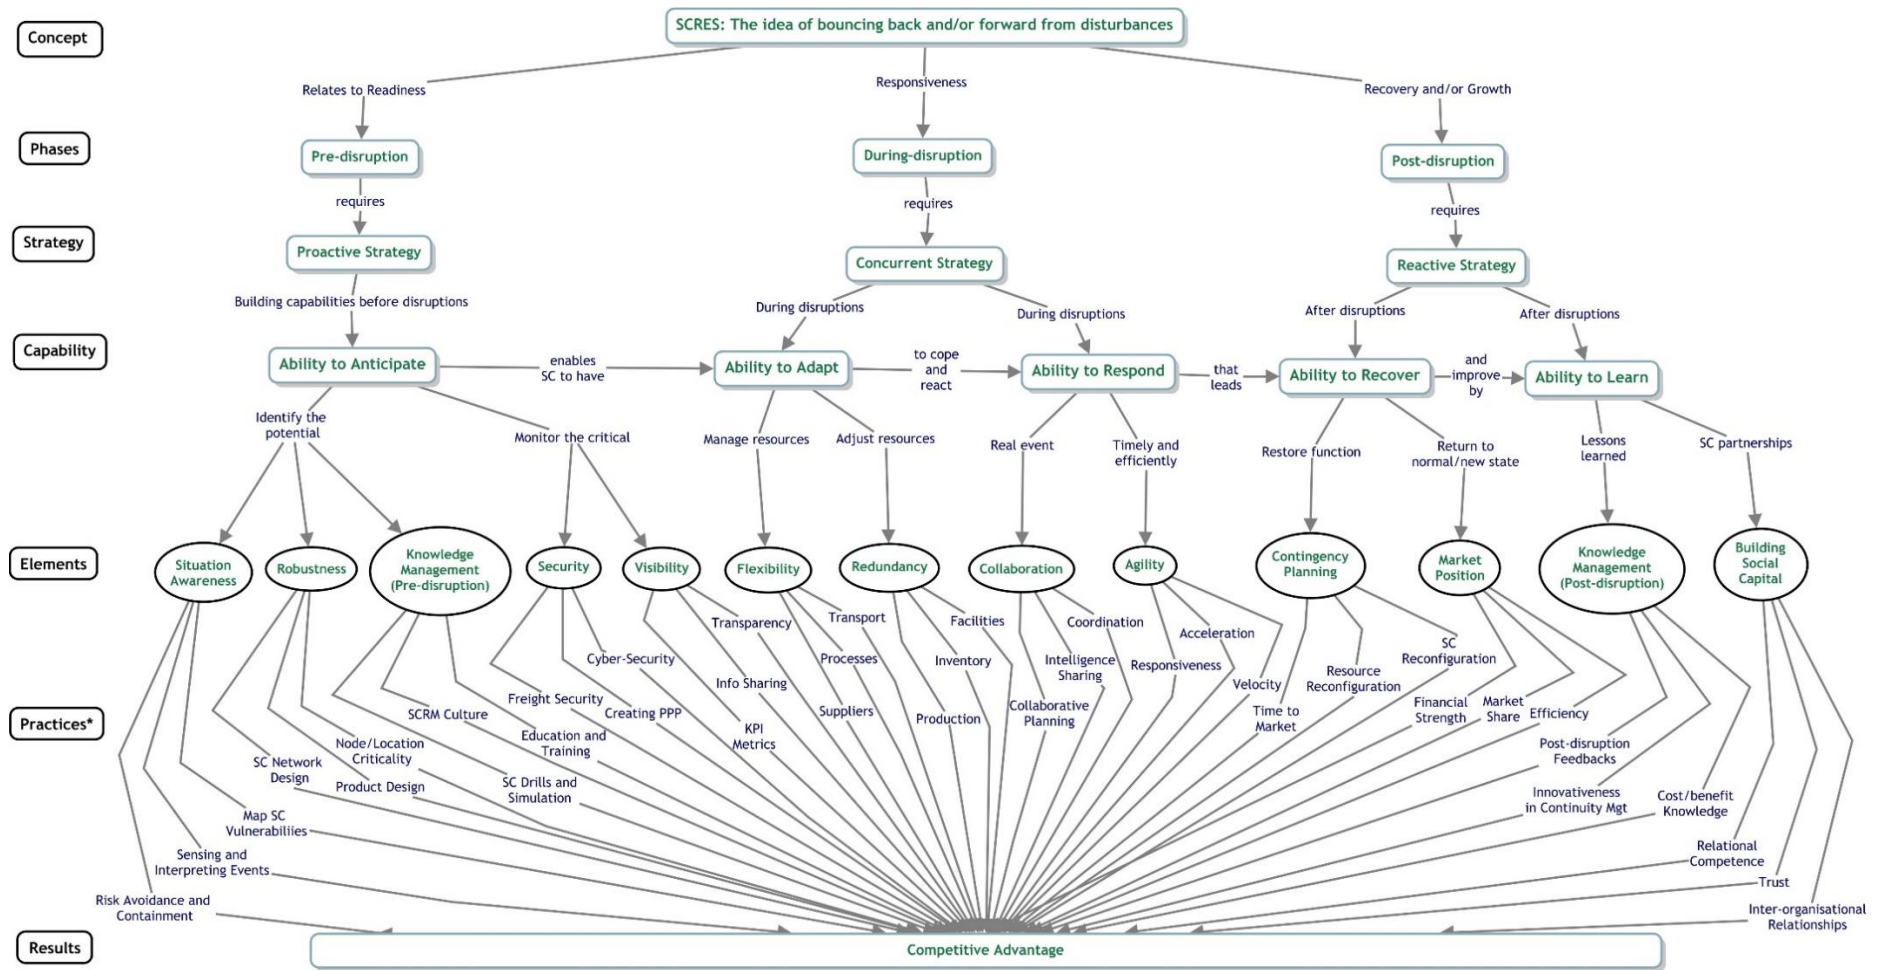 Concept
SCRES: The idea of bouncing back and/or forward from disturbances
Relates to Readiness
Responsiveness
Recovery and/or Growth
Phases
Pre-disruption
During-disruption
Post-disruption
requires
requires
requires
Strategy
Proactive Strategy
Concurrent Strategy
Reactive Strategy
Building capabilities before disruptions
During disruptions
During disruptions
After disruptions
After disruptions
Capability
Ability to Anticipate
enables
SC to have
Ability to Adapt
to cope
and
react
Ability to Respond
that
leads
Ability to Recover
and
improve
by
Ability to Learn
Identify the
potential
Monitor the critical
Manage resources
Adjust resources
Real event
Timely and
efficiently
Restore function
Return to
normal/new state
Lessons
learned
SC partnerships
Elements
Situation
Awareness
Robustness
Knowledge
Management
(Pre-disruption)
Security
Visibility
Flexibility
Redundancy
Collaboration
Agility
Contingency
Planning
Market
Position
Knowledge
Management
(Post-disruption)
Building
Social
Capital
Practices*
Risk Avoidance and
Containment
Sensing and
Interpreting Events
Map SC
Vulnerabiliies
SC Network
Design
Node/Location
Criticality
Product Design
SCRM Culture
SC Drills and
Simulation
Education and
Training
Freight Security
Creating PPP
Cyber-Security
KPI
Metrics
Info Sharing
Transparency
Suppliers
Processes
Transport
Production
Inventory
Facilities
Collaborative
Planning
Intelligence
Sharing
Coordination
Responsiveness
Acceleration
Velocity
Time to
Market
Resource
Reconfiguration
SC
Reconfiguration
Financial
Strength
Market
Share
Efficiency
Post-disruption
Feedbacks
Innovativeness
in Continuity Mgt
Cost/benefit
Knowledge
Relational
Competence
Trust
Inter-organisational
Relationships
Results
Competitive Advantage